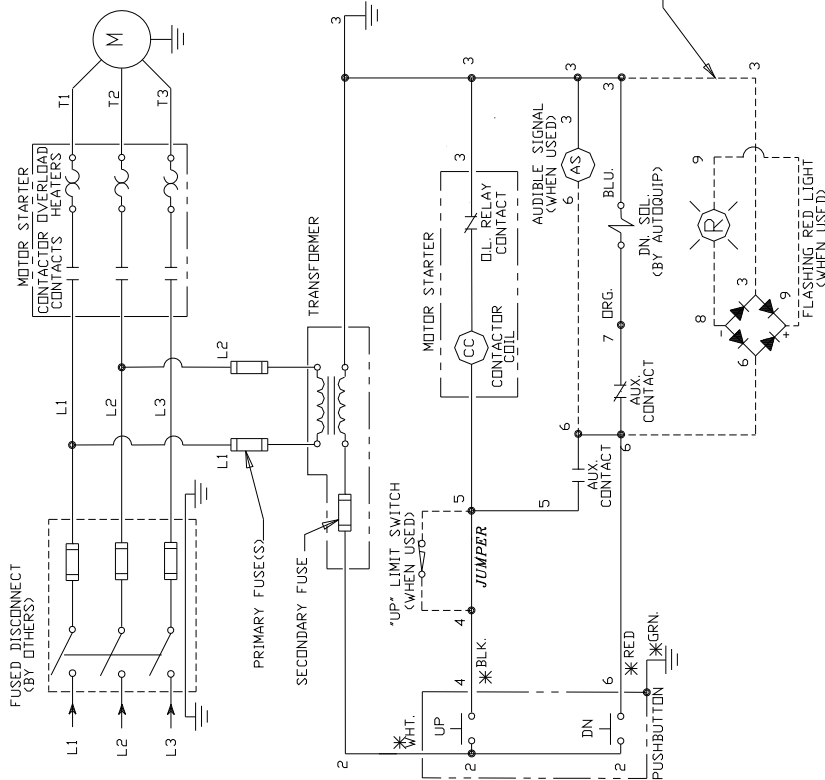 FUSED DISCONNECT
(BY OTHERS)
L1
L2
L3
L1
L2
L3
MOTOR STARTER
CONTACTOR OVERLOAD
CONTACTS HEATERS
T1
T2
T3
M
L1
L2
PRIMARY FUSE(S)
SECONDARY FUSE
TRANSFORMER
3
2
WHT.
2
UP
4
BLK.
4
"UP" LIMIT SWITCH
(WHEN USED)
JUMPER
5
MOTOR STARTER
CC
CONTACTOR
COIL
O.L. RELAY
CONTACT
3
3
5
AUX.
CONTACT
6
AUDIBLE SIGNAL
(WHEN USED)
6
AS
3
2
DN
6
RED
GRN.
PUSHBUTTON
6
AUX.
CONTACT
7
ORG.
DN. SOL.
(BY AUTOQUIP)
BLU.
3
6
3
8
9
-
+
R
9
3
FLASHING RED LIGHT
(WHEN USED)